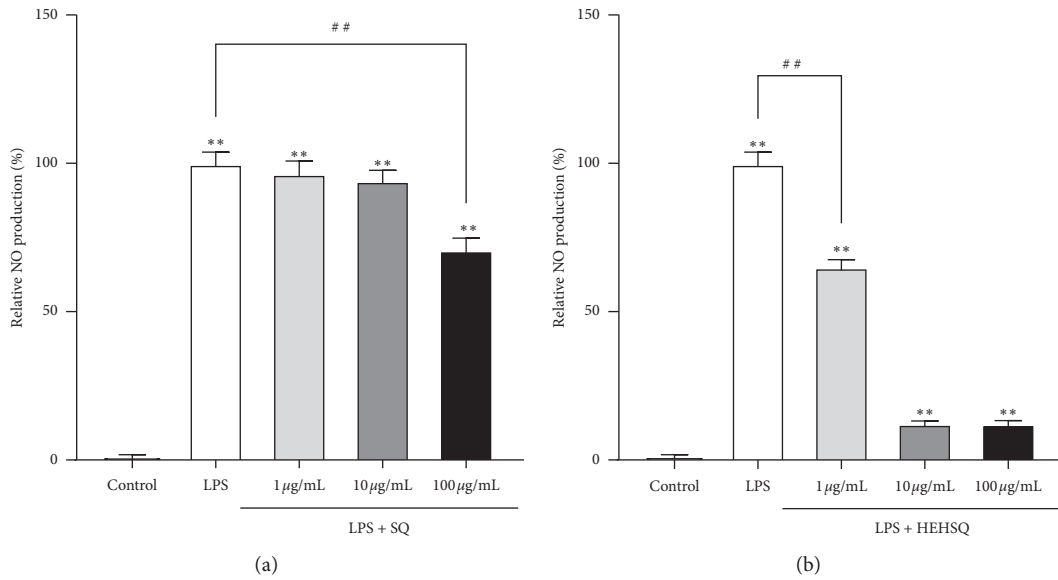 150
100
50
0
Relative NO production (%)
# #
**
**
**
**
Control
LPS
1 μg/mL
10 μg/mL
100 μg/mL
LPS + SQ
(a)
150
100
50
0
Relative NO production (%)
# #
**
**
**
**
Control
LPS
1 μg/mL
10 μg/mL
100 μg/mL
LPS + HEHSQ
(b)